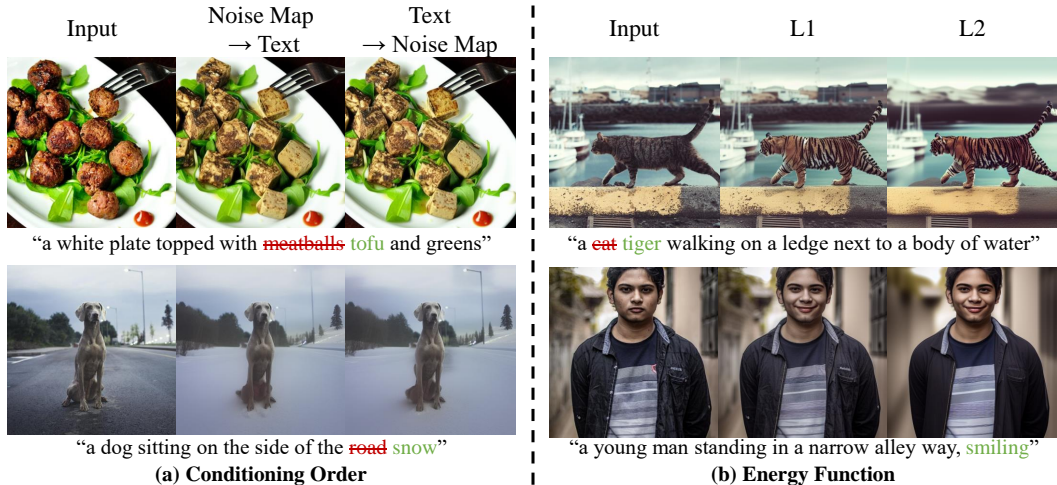 Input
Noise Map
→ Text
Text
→ Noise Map
“a white plate topped with meatballs tofu and greens”
“a dog sitting on the side of the road snow”
(a) Conditioning Order
Input
L1
L2
“a cat tiger walking on a ledge next to a body of water”
“a young man standing in a narrow alley way, smiling”
(b) Energy Function